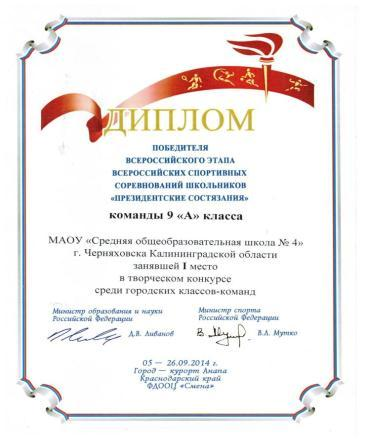 ДИПЛОМ
ПОБЕДИТЕЛЯ
ВСЕРОССИЙСКОГО ЭТАПА
ВСЕРОССИЙСКИХ СПОРТИВНЫХ
СОРЕВНОВАНИЙ ШКОЛЬНИКОВ
«ПРЕЗИДЕНТСКИЕ СОСТЯЗАНИЯ»
команды 9 «А» класса
МАОУ «Средняя общеобразовательная школа № 4»
г. Черняховска Калининградской области
занявшей I место
в творческом конкурсе
среди городских классов-команд
Министр образования и науки
Российской Федерации
Д.В. Ливанов
Министр спорта
Российской Федерации
В.Л. Мутко
05 – 26.09.2014 г.
Город – курорт Анапа
Краснодарский край
ФДООЦ «Смена»